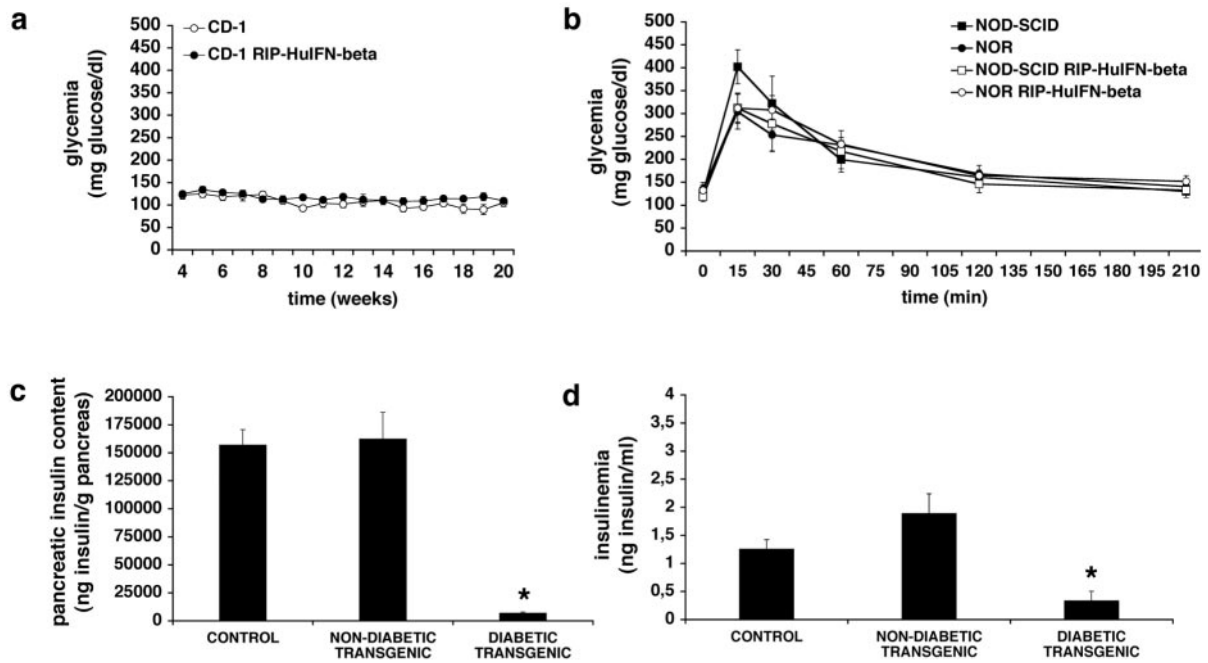 a
CD-1
CD-1 RIP-HuIFN-beta
glycemia
(mg glucose/dl)
500
450
400
350
300
250
200
150
100
50
0
4 6 8 10 12 14 16 18 20
time (weeks)
b
NOD-SCID
NOR
NOD-SCID RIP-HuIFN-beta
NOR RIP-HuIFN-beta
glycemia
(mg glucose/dl)
500
450
400
350
300
250
200
150
100
50
0
0 15 30 45 60 75 90 105 120 135 150 165 180 195 210
time (min)
c
pancreatic insulin content
(ng insulin/g pancreas)
200000
175000
150000
125000
100000
75000
50000
25000
0
*
CONTROL NON-DIABETIC DIABETIC
TRANSGENIC TRANSGENIC
d
insulinemia
(ng insulin/ml)
4
3,5
3
2,5
2
1,5
1
0,5
0
*
CONTROL NON-DIABETIC DIABETIC
TRANSGENIC TRANSGENIC